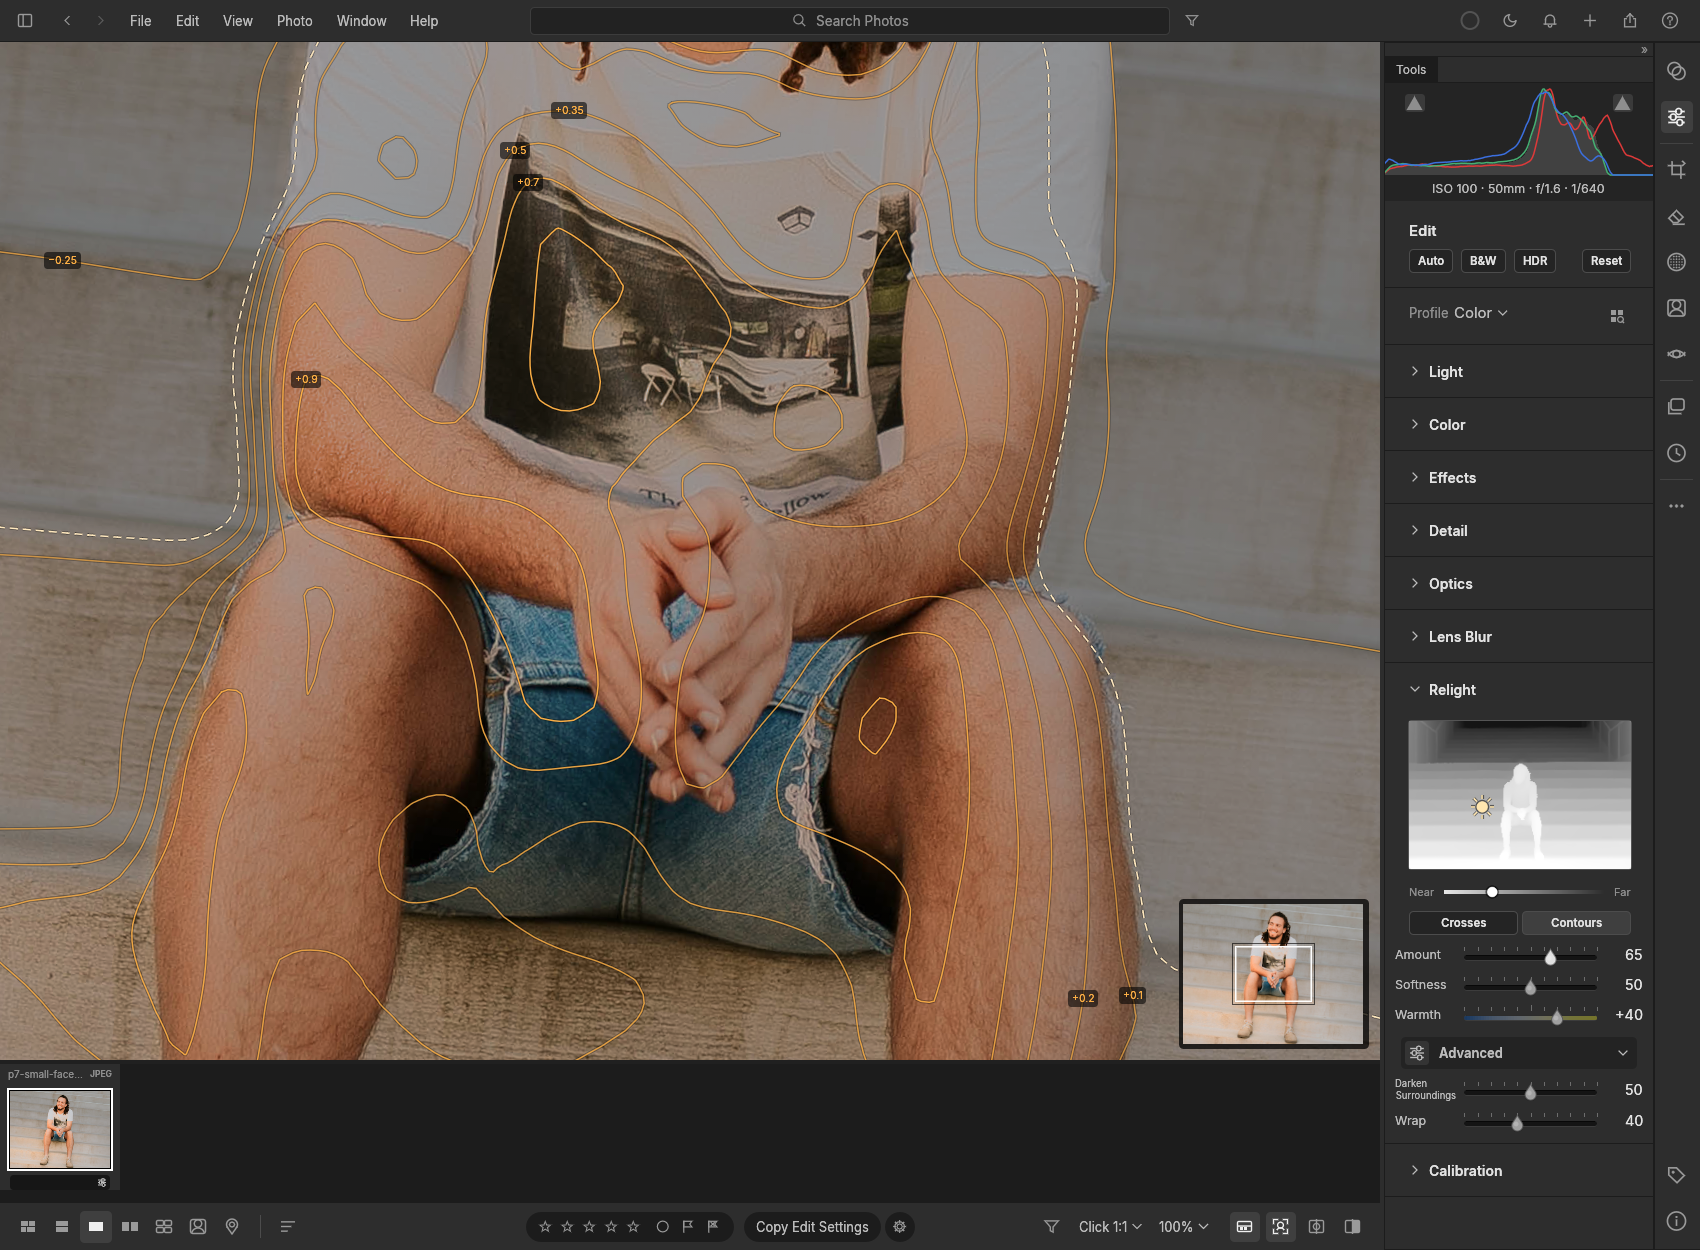 File Edit View Photo Window Help
Search Photos
Tools
ISO 100 · 50mm · f/1.6 · 1/640
Edit
Auto B&W HDR Reset
Profile Color
Light
Color
Effects
Detail
Optics
Lens Blur
Relight
Near Far
Crosses Contours
Amount 65
Softness 50
Warmth +40
Advanced
Darken
Surroundings 50
Wrap 40
Calibration
+0.35
+0.5
+0.7
−0.25
+0.9
+0.2 +0.1
p7-small-face... JPEG
Copy Edit Settings
Click 1:1 100%